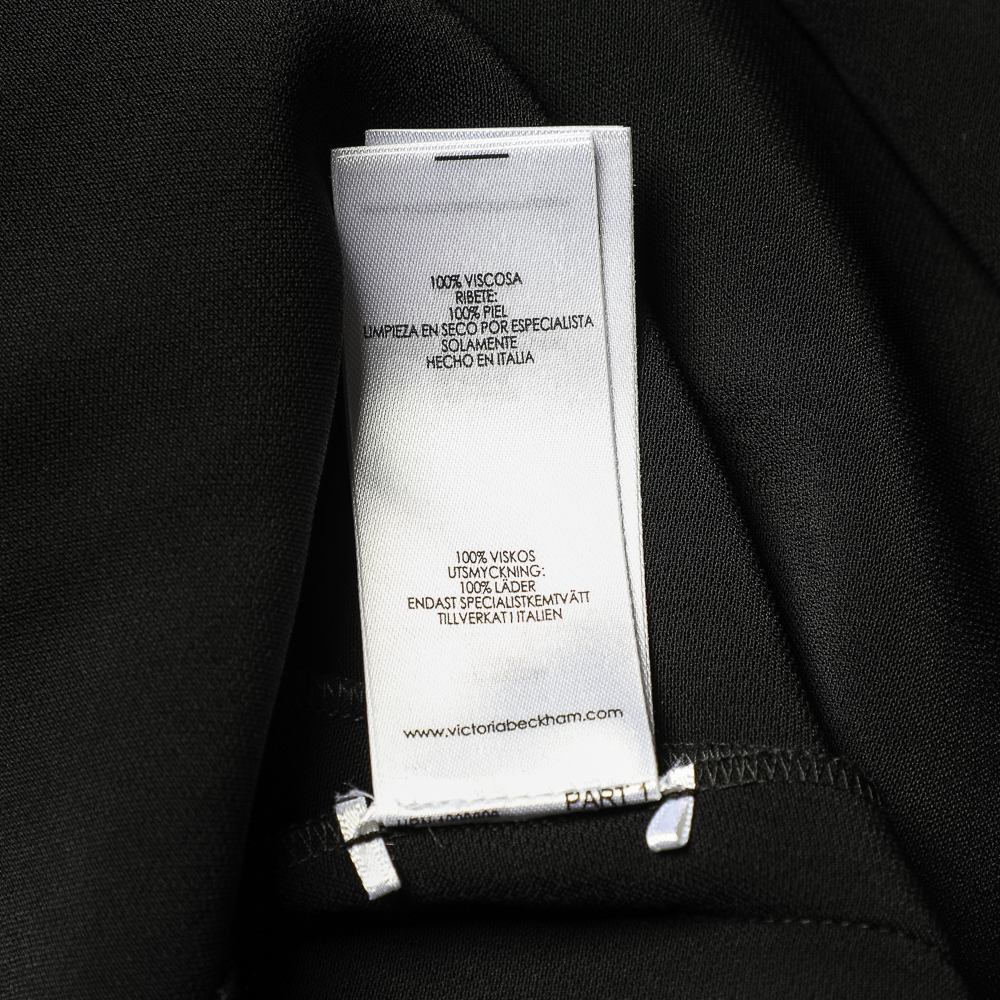 100% VISCOSA
RIBETE:
100% PIEL
LIMPIEZA EN SECO POR ESPECIALISTA
SOLAMENTE
HECHO EN ITALIA
100% VISKOS
UTSMYCKNING:
100% LÄDER
ENDAST SPECIALISTKEMTVÄTT
TILLVERKAT I ITALIEN
www.victoriabeckham.com
PART 1